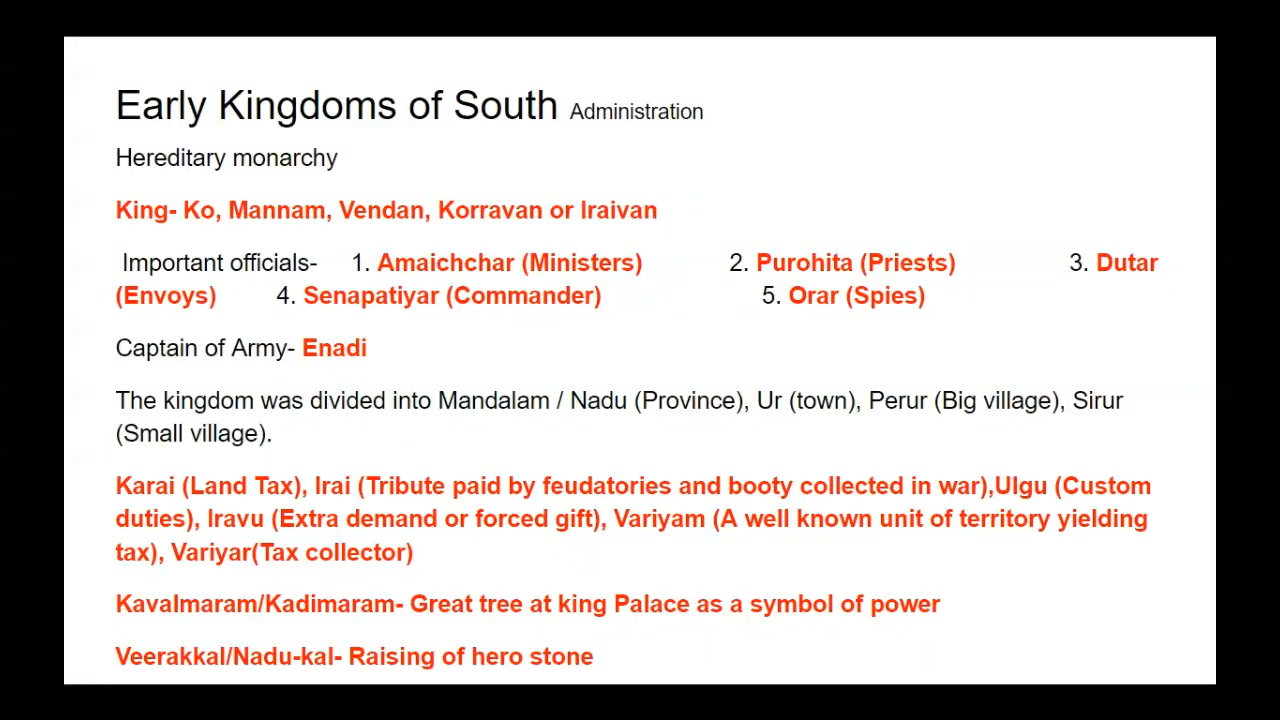 Early Kingdoms of South Administration
Hereditary monarchy
King- Ko, Mannam, Vendan, Korravan or Iraivan
Important officials- 1. Amaichchar (Ministers) 2. Purohita (Priests) 3. Dutar
(Envoys) 4. Senapatiyar (Commander) 5. Orar (Spies)
Captain of Army- Enadi
The kingdom was divided into Mandalam / Nadu (Province), Ur (town), Perur (Big village), Sirur
(Small village).
Karai (Land Tax), Irai (Tribute paid by feudatories and booty collected in war),Ulgu (Custom
duties), Iravu (Extra demand or forced gift), Variyam (A well known unit of territory yielding
tax), Variyar(Tax collector)
Kavalmaram/Kadimaram- Great tree at king Palace as a symbol of power
Veerakkal/Nadu-kal- Raising of hero stone